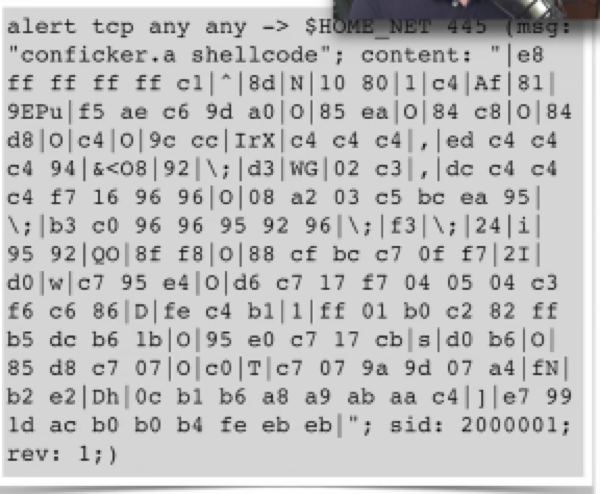 alert tcp any any -> $HOME_NET 445 (msg:
"conficker.a shellcode"; content: "|e8
ff ff ff ff c1|^|8d|N|10 80|1|c4|Af|81|
9EPu|f5 ae c6 9d a0|O|85 ea|O|84 c8|O|84
d8|O|c4|O|9c cc|IrX|c4 c4 c4|,|ed c4 c4
c4 94|&<O8|92|\;|d3|WG|02 c3|,|dc c4 c4
c4 f7 16 96 96|O|08 a2 03 c5 bc ea 95|
\;|b3 c0 96 96 95 92 96|\;|f3|\;|24|i|
95 92|QO|8f f8|O|88 cf bc c7 0f f7|2I|
d0|w|c7 95 e4|O|d6 c7 17 f7 04 05 04 c3
f6 c6 86|D|fe c4 b1|1|ff 01 b0 c2 82 ff
b5 dc b6 1b|O|95 e0 c7 17 cb|s|d0 b6|O|
85 d8 c7 07|O|c0|T|c7 07 9a 9d 07 a4|fN|
b2 e2|Dh|0c b1 b6 a8 a9 ab aa c4|]|e7 99
1d ac b0 b0 b4 fe eb eb|"; sid: 2000001;
rev: 1;)